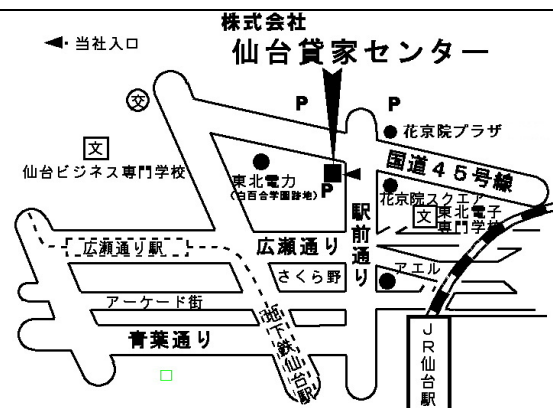 株式会社
仙台貸家センター
◀・当社入口
交
P
P
花京院プラザ
文
仙台ビジネス専門学校
国道45号線
東北電力
(白百合学園跡地)
P
花京院スクエア
文
東北電子
専門学校
駅前通り
広瀬通り駅
広瀬通り
さくら野
アエル
アーケード街
地下鉄仙台駅
青葉通り
JR仙台駅